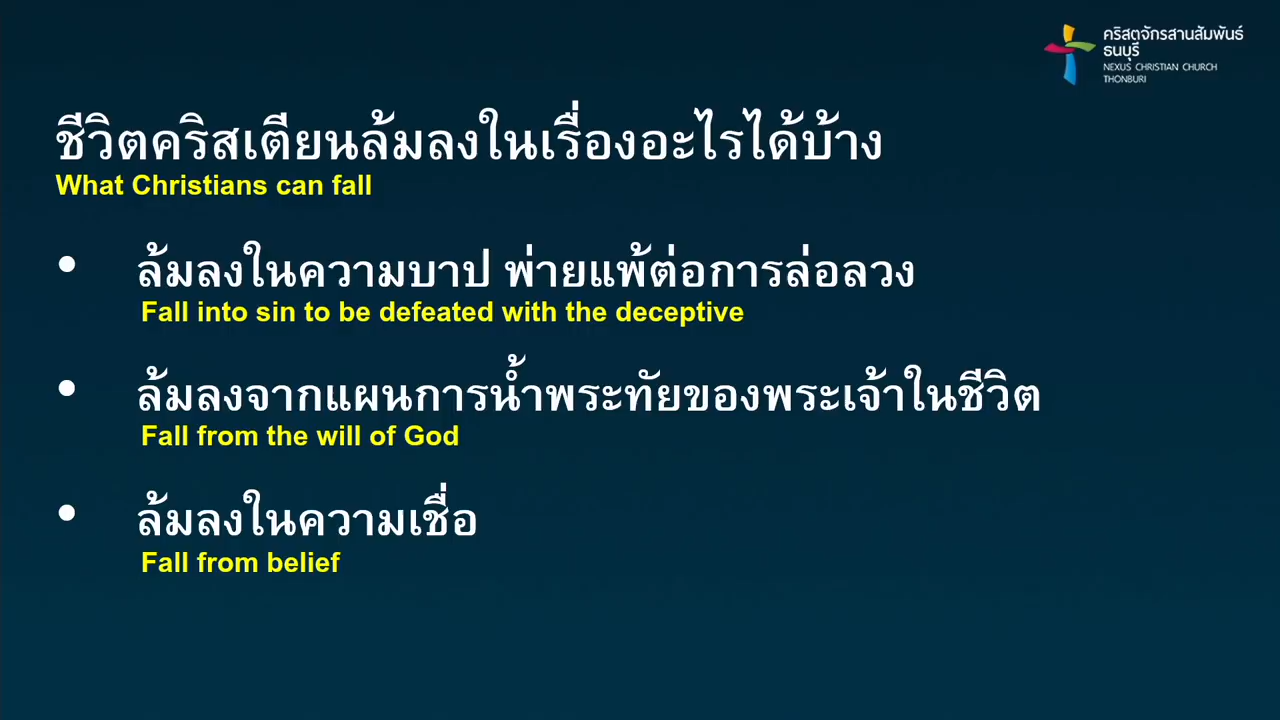 คริสตจักรสานสัมพันธ์
ธนบุรี
NEXUS CHRISTIAN CHURCH
THONBURI
ชีวิตคริสเตียนล้มลงในเรื่องอะไรได้บ้าง
What Christians can fall
• ล้มลงในความบาป พ่ายแพ้ต่อการล่อลวง
Fall into sin to be defeated with the deceptive
• ล้มลงจากแผนการน้ำพระทัยของพระเจ้าในชีวิต
Fall from the will of God
• ล้มลงในความเชื่อ
Fall from belief